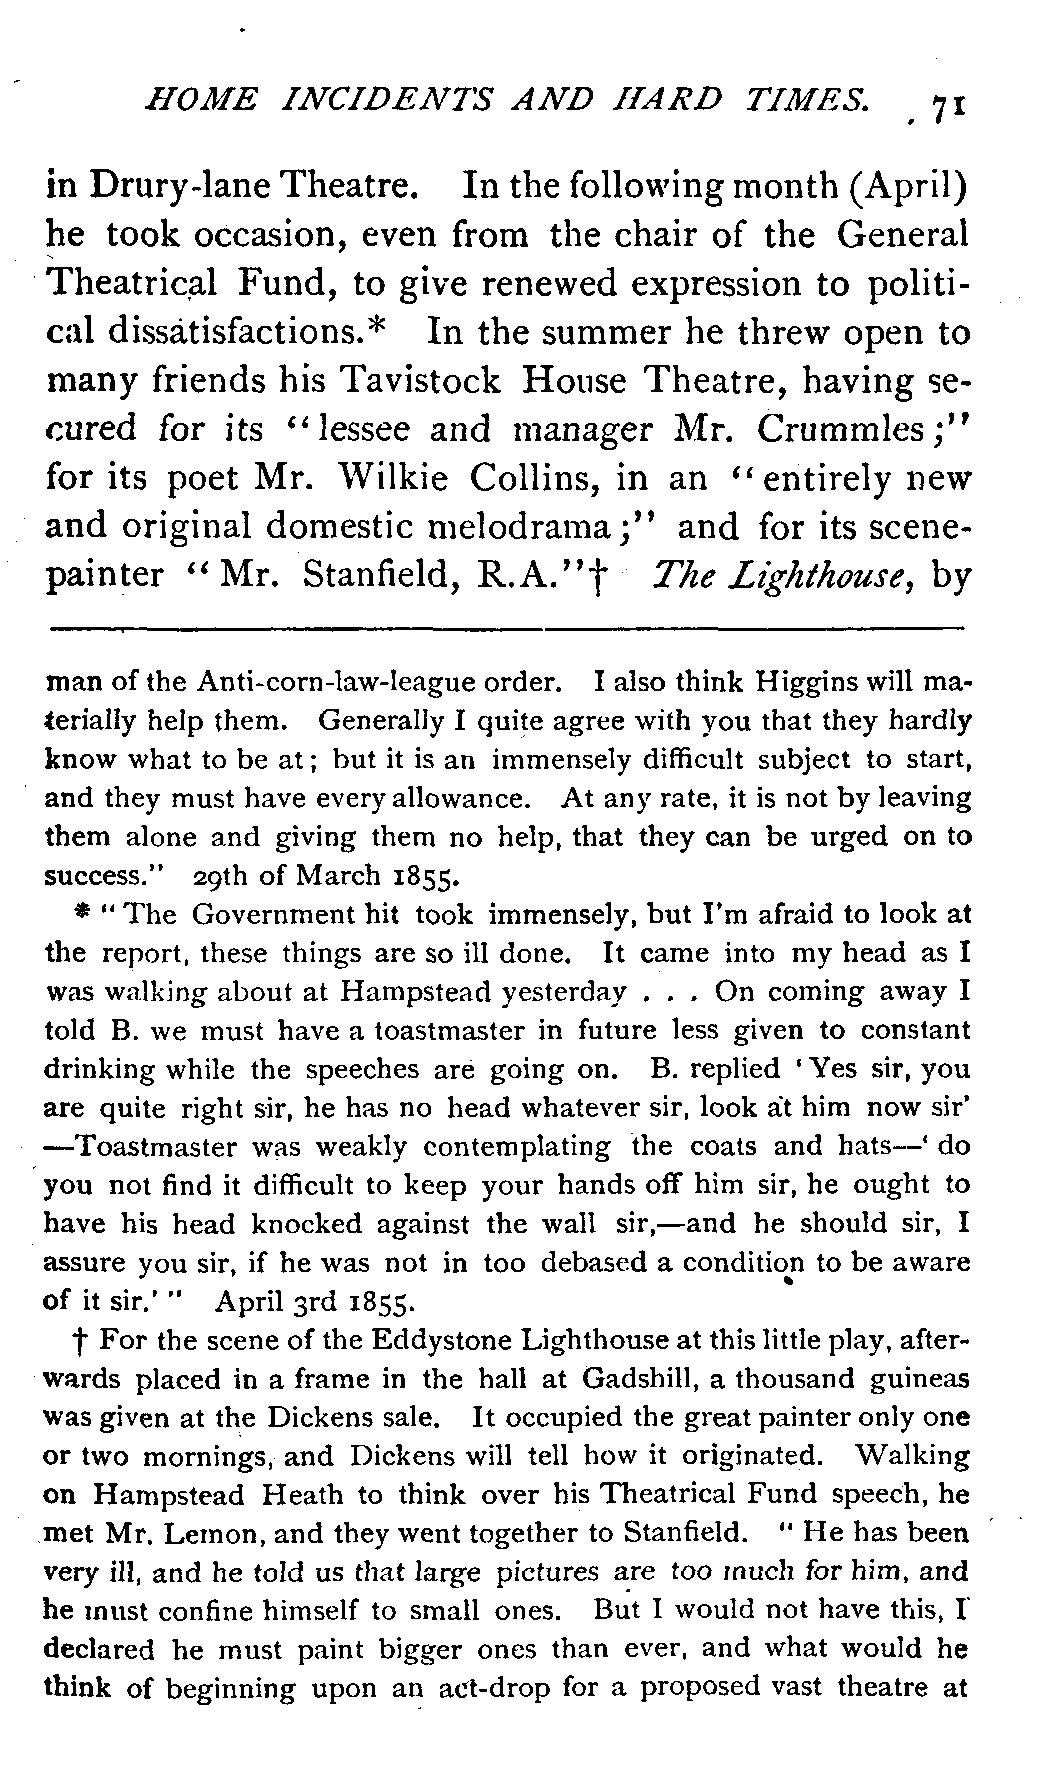 HOME INCIDENTS AND HARD TIMES. 71
in Drury-lane Theatre. In the following month (April)
he took occasion, even from the chair of the General
Theatrical Fund, to give renewed expression to politi-
cal dissatisfactions.* In the summer he threw open to
many friends his Tavistock House Theatre, having se-
cured for its "lessee and manager Mr. Crummles;"
for its poet Mr. Wilkie Collins, in an "entirely new
and original domestic melodrama;" and for its scene-
painter "Mr. Stanfield, R.A."† The Lighthouse, by
man of the Anti-corn-law-league order. I also think Higgins will ma-
terially help them. Generally I quite agree with you that they hardly
know what to be at; but it is an immensely difficult subject to start,
and they must have every allowance. At any rate, it is not by leaving
them alone and giving them no help, that they can be urged on to
success." 29th of March 1855.
* "The Government hit took immensely, but I'm afraid to look at
the report, these things are so ill done. It came into my head as I
was walking about at Hampstead yesterday . . . On coming away I
told B. we must have a toastmaster in future less given to constant
drinking while the speeches are going on. B. replied 'Yes sir, you
are quite right sir, he has no head whatever sir, look at him now sir'
—Toastmaster was weakly contemplating the coats and hats—'do
you not find it difficult to keep your hands off him sir, he ought to
have his head knocked against the wall sir,—and he should sir, I
assure you sir, if he was not in too debased a condition to be aware
of it sir.'" April 3rd 1855.
† For the scene of the Eddystone Lighthouse at this little play, after-
wards placed in a frame in the hall at Gadshill, a thousand guineas
was given at the Dickens sale. It occupied the great painter only one
or two mornings, and Dickens will tell how it originated. Walking
on Hampstead Heath to think over his Theatrical Fund speech, he
met Mr. Lemon, and they went together to Stanfield. "He has been
very ill, and he told us that large pictures are too much for him, and
he must confine himself to small ones. But I would not have this, I
declared he must paint bigger ones than ever, and what would he
think of beginning upon an act-drop for a proposed vast theatre at